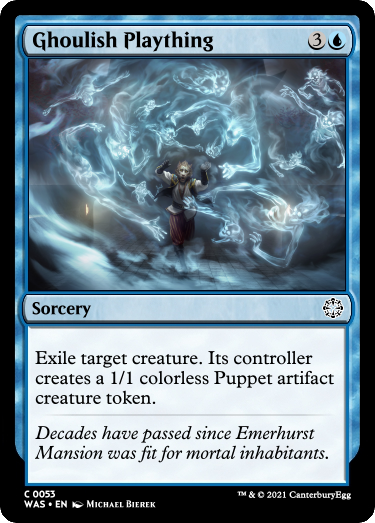 Ghoulish Plaything 3
Sorcery
Exile target creature. Its controller
creates a 1/1 colorless Puppet artifact
creature token.
Decades have passed since Emerhurst
Mansion was fit for mortal inhabitants.
C 0053
WAS • EN Michael Bierek
™ & © 2021 CanterburyEgg